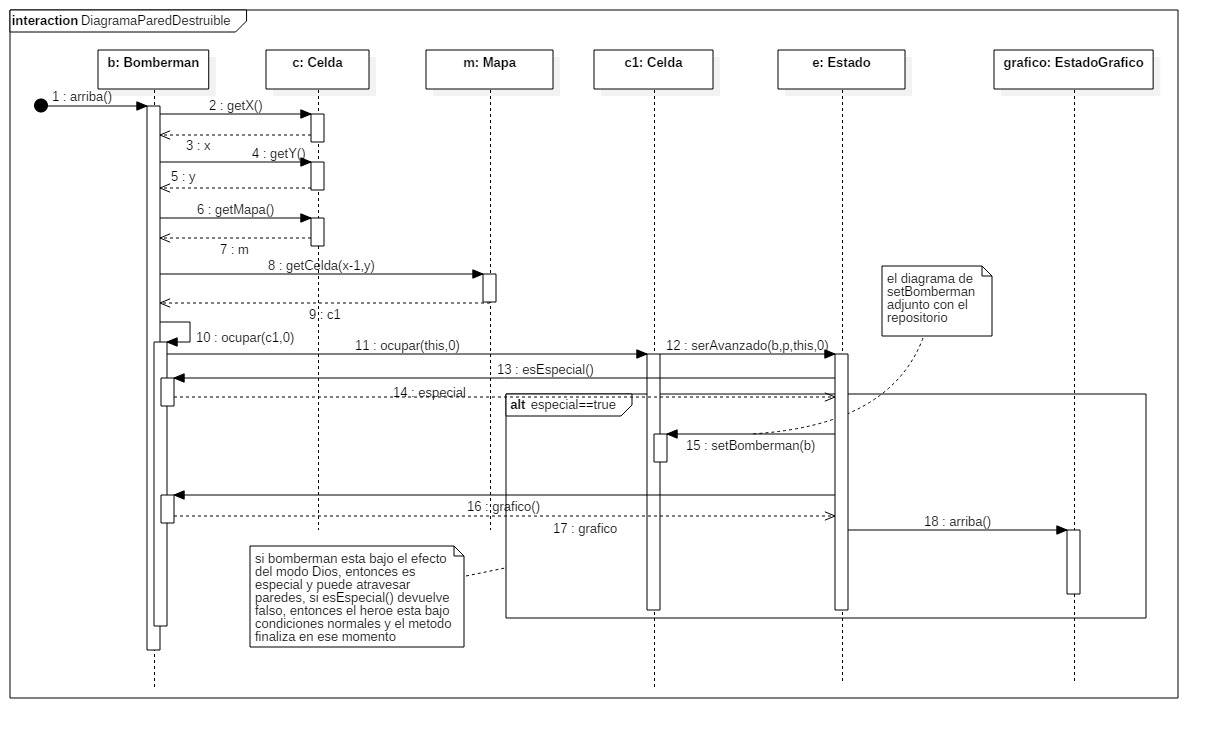 interaction DiagramaParedDestruible
b: Bomberman
c: Celda
m: Mapa
c1: Celda
e: Estado
grafico: EstadoGrafico
1 : arriba()
2 : getX()
3 : x
4 : getY()
5 : y
6 : getMapa()
7 : m
8 : getCelda(x-1,y)
9 : c1
el diagrama de
setBomberman
adjunto con el
repositorio
10 : ocupar(c1,0)
11 : ocupar(this,0)
12 : serAvanzado(b,p,this,0)
13 : esEspecial()
14 : especial
alt especial==true
15 : setBomberman(b)
16 : grafico()
17 : grafico
18 : arriba()
si bomberman esta bajo el efecto
del modo Dios, entonces es
especial y puede atravesar
paredes, si esEspecial() devuelve
falso, entonces el heroe esta bajo
condiciones normales y el metodo
finaliza en ese momento